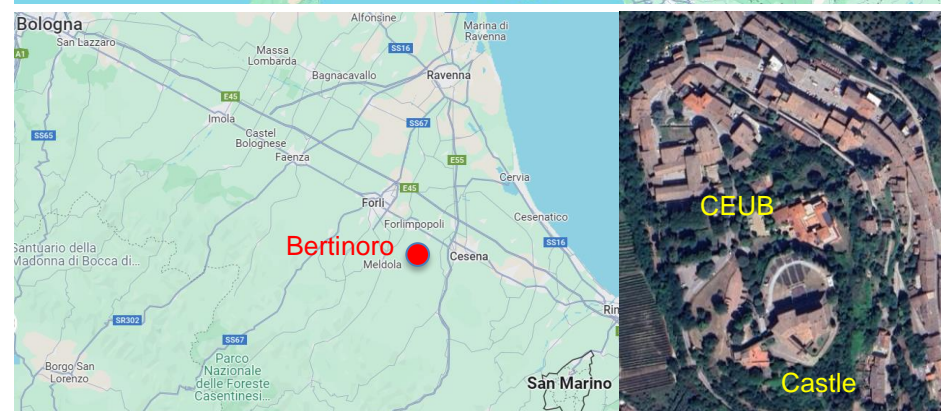 Bologna
San Lazzaro
A1
Alfonsine
Marina di
Ravenna
SS16
Massa
Lombarda
Bagnacavallo
Ravenna
E45
Imola
SS67
SS65
Castel
Bolognese
Faenza
E55
Cervia
E45
Forlì
Forlimpopoli
Cesenatico
Bertinoro
SS16
Santuario della
Madonna di Bocca di...
Meldola
Cesena
SR302
SS67
Parco
Nazionale
delle Foreste
Casentinesi...
Borgo San
Lorenzo
San Marino
CEUB
Castle